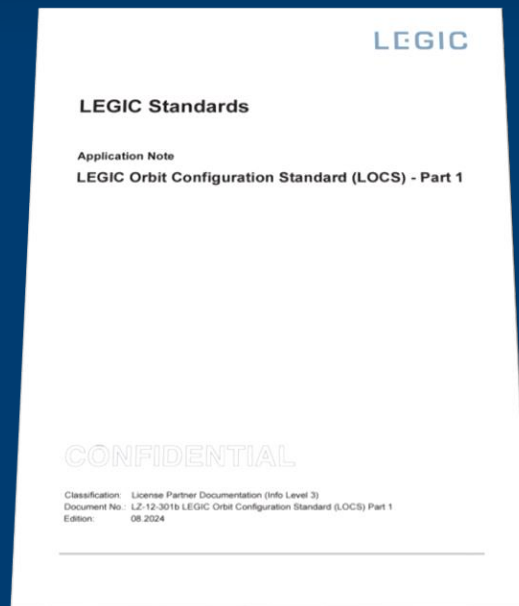 LEGIC
LEGIC Standards
Application Note
LEGIC Orbit Configuration Standard (LOCS) - Part 1
CONFIDENTIAL
Classification: License Partner Documentation (Info Level 3)
Document No.: LZ-12-301b LEGIC Orbit Configuration Standard (LOCS) Part 1
Edition: 08.2024